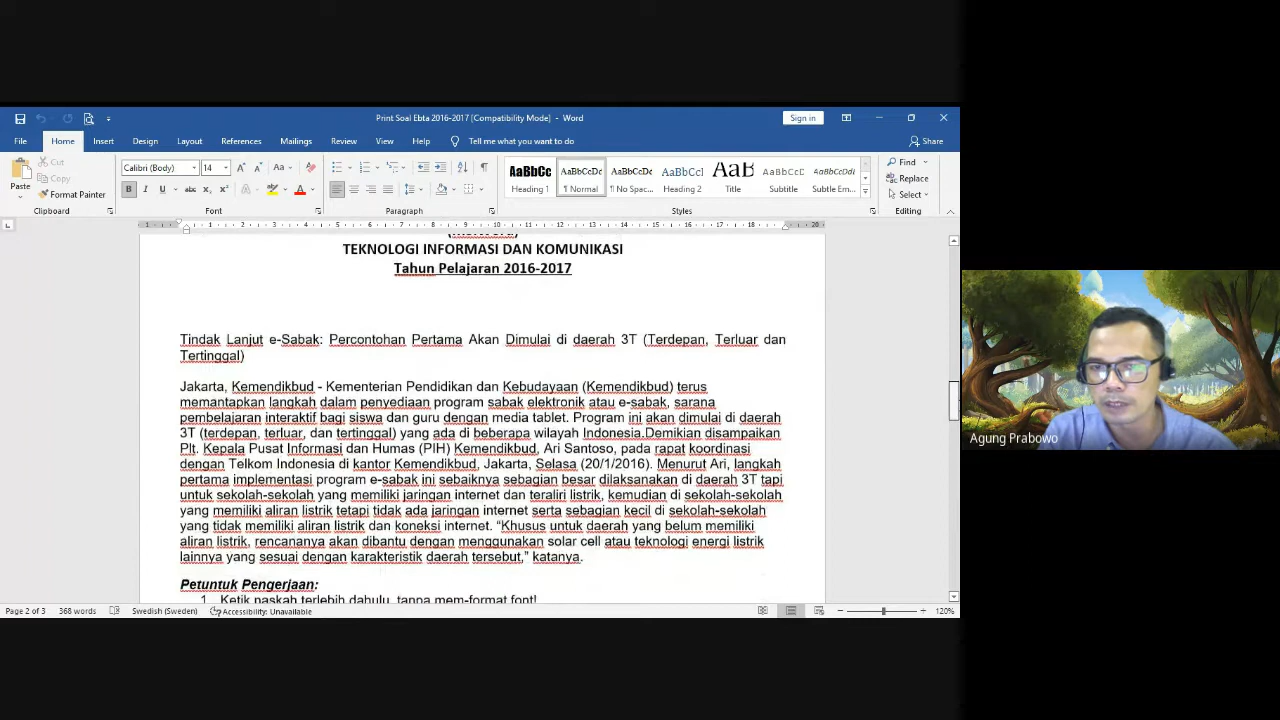 Print Soal Ebta 2016-2017 [Compatibility Mode] - Word
Sign in
File Home Insert Design Layout References Mailings Review View Help Tell me what you want to do Share
Paste
Cut
Copy
Format Painter
Clipboard
Calibri (Body) 14
Font
Paragraph
AaBbCc AaBbCcDc AaBbCcDc AaBbCcI AaB AaBbCcD AaBbCcDt
Heading 1 ¶ Normal ¶ No Spac... Heading 2 Title Subtitle Subtle Em...
Styles
Find
Replace
Select
Editing
TEKNOLOGI INFORMASI DAN KOMUNIKASI
Tahun Pelajaran 2016-2017
Tindak Lanjut e-Sabak: Percontohan Pertama Akan Dimulai di daerah 3T (Terdepan, Terluar dan
Tertinggal)
Jakarta, Kemendikbud - Kementerian Pendidikan dan Kebudayaan (Kemendikbud) terus
memantapkan langkah dalam penyediaan program sabak elektronik atau e-sabak, sarana
pembelajaran interaktif bagi siswa dan guru dengan media tablet. Program ini akan dimulai di daerah
3T (terdepan, terluar, dan tertinggal) yang ada di beberapa wilayah Indonesia.Demikian disampaikan
Plt. Kepala Pusat Informasi dan Humas (PIH) Kemendikbud, Ari Santoso, pada rapat koordinasi
dengan Telkom Indonesia di kantor Kemendikbud, Jakarta, Selasa (20/1/2016). Menurut Ari, langkah
pertama implementasi program e-sabak ini sebaiknya sebagian besar dilaksanakan di daerah 3T tapi
untuk sekolah-sekolah yang memiliki jaringan internet dan teraliri listrik, kemudian di sekolah-sekolah
yang memiliki aliran listrik tetapi tidak ada jaringan internet serta sebagian kecil di sekolah-sekolah
yang tidak memiliki aliran listrik dan koneksi internet. “Khusus untuk daerah yang belum memiliki
aliran listrik, rencananya akan dibantu dengan menggunakan solar cell atau teknologi energi listrik
lainnya yang sesuai dengan karakteristik daerah tersebut,” katanya.
Petuntuk Pengerjaan:
1. Ketik naskah terlebih dahulu, tanpa mem-format font!
Page 2 of 3 368 words Swedish (Sweden) Accessibility: Unavailable 120%
Agung Prabowo